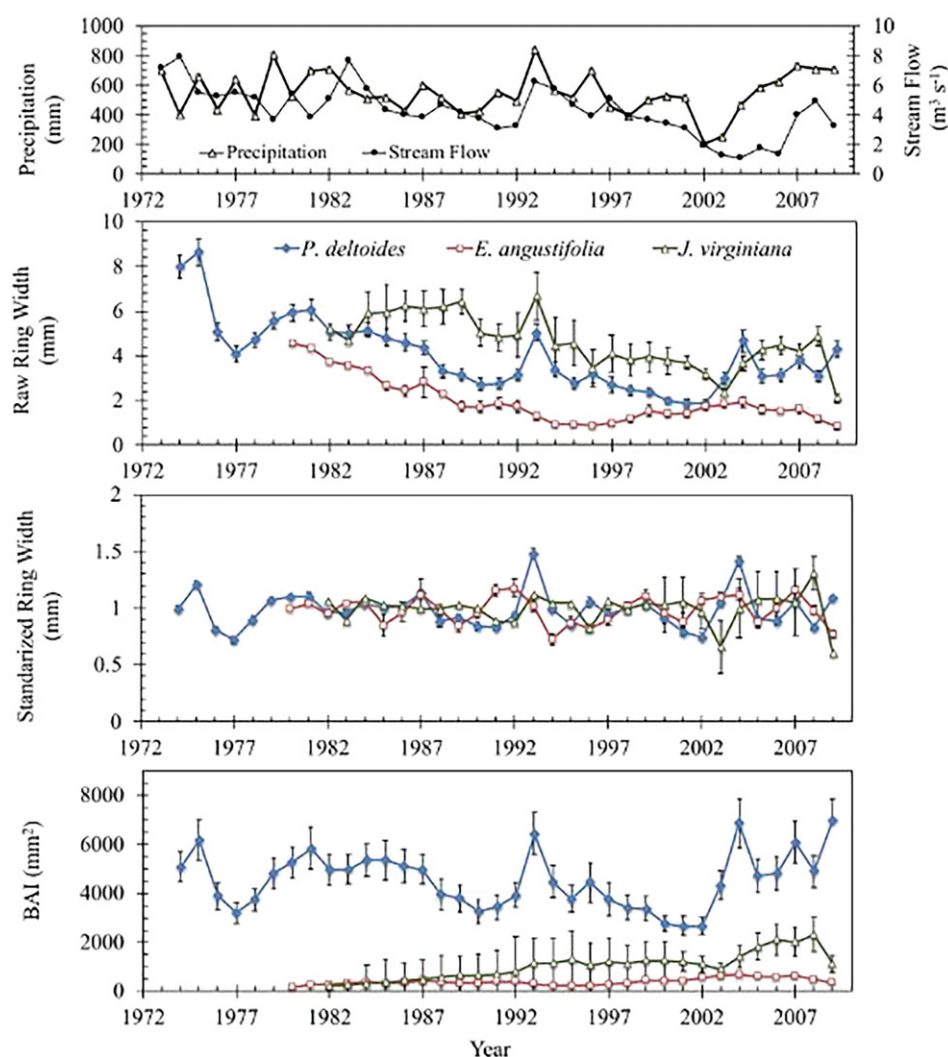 1000
800
600
400
200
0
10
8
6
4
2
0
Precipitation
(mm)
Stream Flow
(m³ s⁻¹)
Precipitation
Stream Flow
1972 1977 1982 1987 1992 1997 2002 2007
10
8
6
4
2
0
Raw Ring Width
(mm)
P. deltoides E. angustifolia J. virginiana
1972 1977 1982 1987 1992 1997 2002 2007
2
1.5
1
0.5
0
Standarized Ring Width
(mm)
1972 1977 1982 1987 1992 1997 2002 2007
8000
6000
4000
2000
0
BAI (mm²)
1972 1977 1982 1987 1992 1997 2002 2007
Year